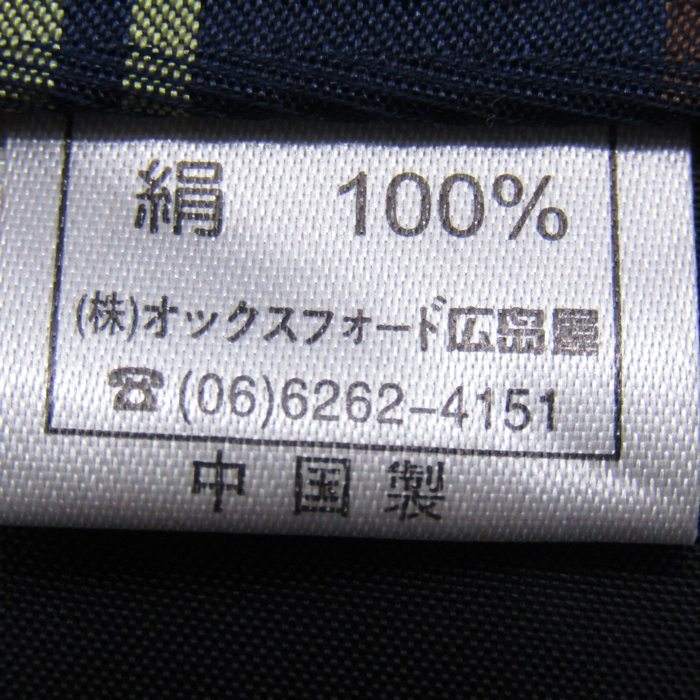 絹 100%
(株)オックスフォード広島屋
☎(06)6262-4151
中国製